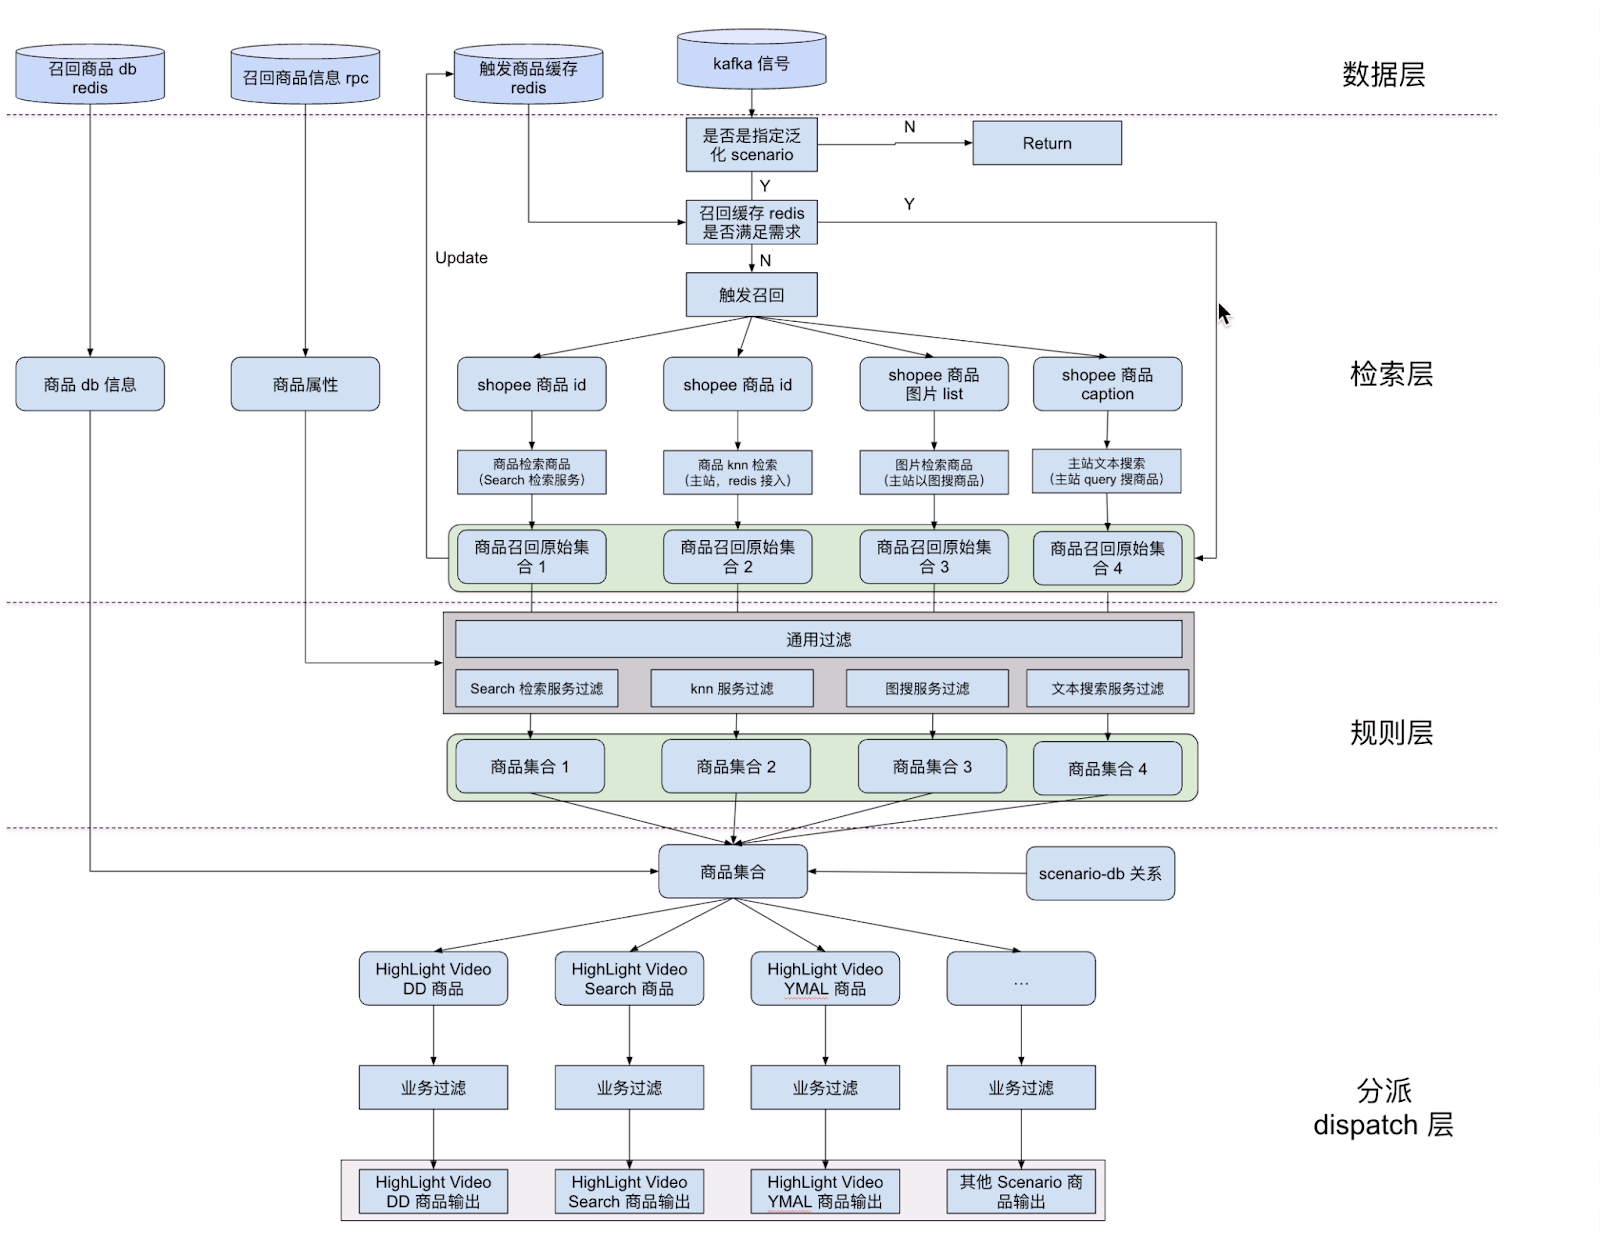 召回商品 db
redis
召回商品信息 rpc
触发商品缓存
redis
kafka 信号
数据层
是否是指定泛
化 scenario
N
Return
Y
召回缓存 redis
是否满足需求
Y
Update
N
触发召回
商品 db 信息
商品属性
shopee 商品 id
shopee 商品 id
shopee 商品
图片 list
shopee 商品
caption
检索层
商品检索商品
（Search 检索服务）
商品 knn 检索
（主站，redis 接入）
图片检索商品
（主站以图搜商品）
主站文本搜索
（主站 query 搜商品）
商品召回原始集
合 1
商品召回原始集
合 2
商品召回原始集
合 3
商品召回原始集
合 4
通用过滤
Search 检索服务过滤
knn 服务过滤
图搜服务过滤
文本搜索服务过滤
规则层
商品集合 1
商品集合 2
商品集合 3
商品集合 4
商品集合
scenario-db 关系
HighLight Video
DD 商品
HighLight Video
Search 商品
HighLight Video
YMAL 商品
...
业务过滤
业务过滤
业务过滤
业务过滤
分派
dispatch 层
HighLight Video
DD 商品输出
HighLight Video
Search 商品输出
HighLight Video
YMAL 商品输出
其他 Scenario 商
品输出